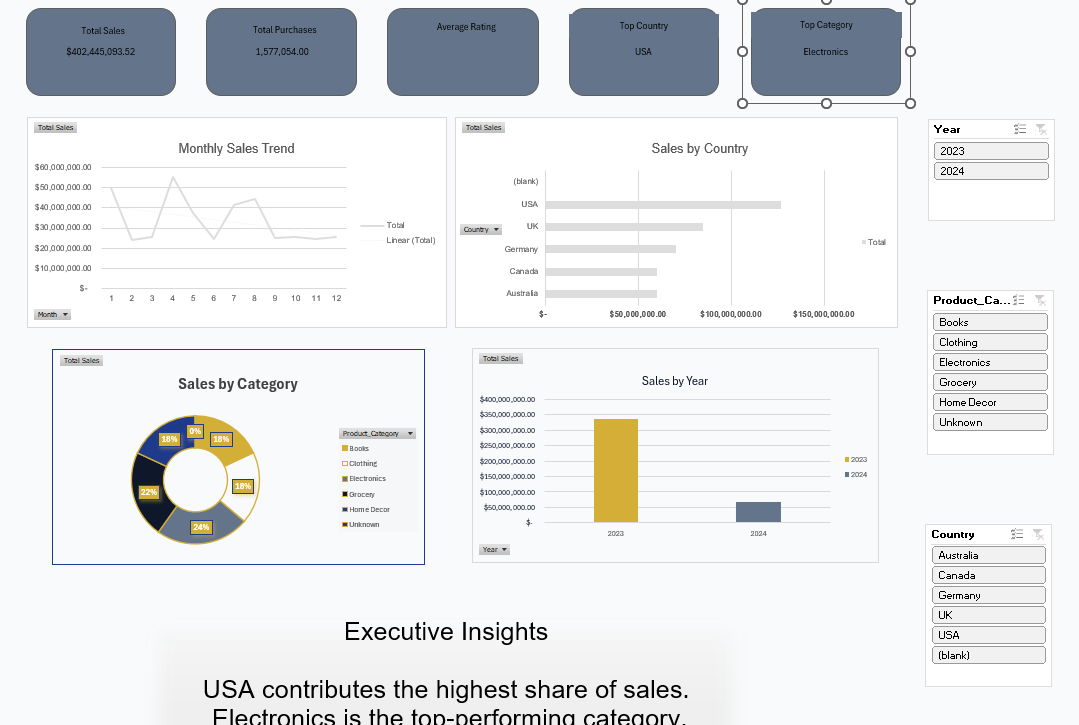 Total Sales
$402,445,093.52
Total Purchases
1,577,054.00
Average Rating
Top Country
USA
Top Category
Electronics
Total Sales
Monthly Sales Trend
$60,000,000.00
$50,000,000.00
$40,000,000.00
$30,000,000.00
$20,000,000.00
$10,000,000.00
$-
1 2 3 4 5 6 7 8 9 10 11 12
Total
Linear (Total)
Month
Total Sales
Sales by Country
(blank)
USA
UK
Germany
Canada
Australia
Country
$- $50,000,000.00 $100,000,000.00 $150,000,000.00
Total
Year
2023
2024
Total Sales
Sales by Category
18% 0% 18%
22% 18%
24%
Product_Category
Books
Clothing
Electronics
Grocery
Home Decor
Unknown
Total Sales
Sales by Year
$400,000,000.00
$350,000,000.00
$300,000,000.00
$250,000,000.00
$200,000,000.00
$150,000,000.00
$100,000,000.00
$50,000,000.00
$-
2023 2024
2023
2024
Year
Product_Ca...
Books
Clothing
Electronics
Grocery
Home Decor
Unknown
Country
Australia
Canada
Germany
UK
USA
(blank)
Executive Insights
USA contributes the highest share of sales.
Electronics is the top-performing category.